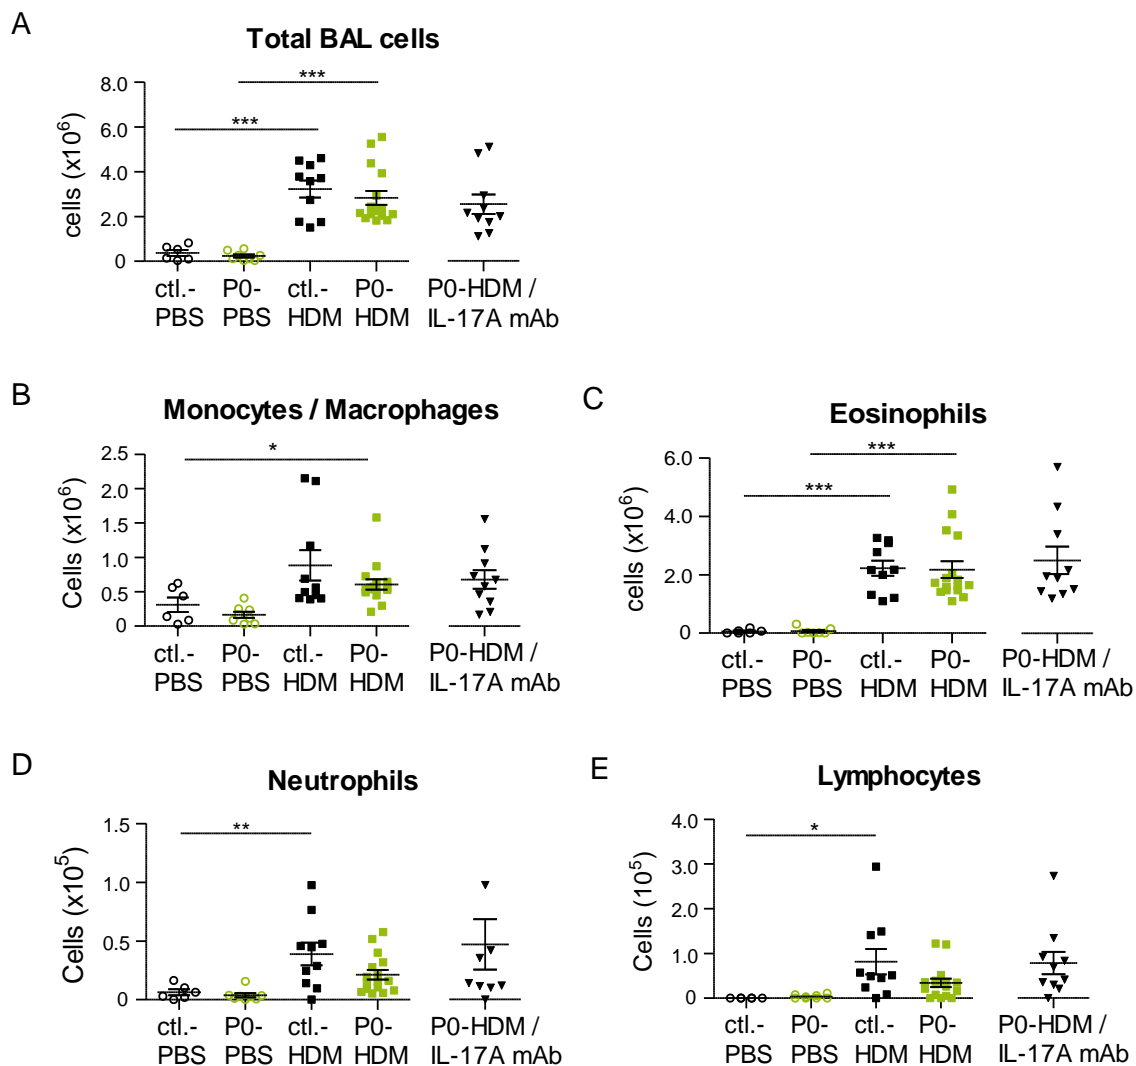 A
Total BAL cells
cells (x10⁶)
8.0
6.0
4.0
2.0
0
***
***
ctl.- P0- ctl.- P0- P0-HDM /
PBS PBS HDM HDM IL-17A mAb
B
Monocytes / Macrophages
Cells (x10⁶)
2.5
2.0
1.5
1.0
0.5
0
*
ctl.- P0- ctl.- P0- P0-HDM /
PBS PBS HDM HDM IL-17A mAb
C
Eosinophils
cells (x10⁶)
6.0
4.0
2.0
0
***
***
ctl.- P0- ctl.- P0- P0-HDM /
PBS PBS HDM HDM IL-17A mAb
D
Neutrophils
Cells (x10⁵)
1.5
1.0
0.5
0
**
ctl.- P0- ctl.- P0- P0-HDM /
PBS PBS HDM HDM IL-17A mAb
E
Lymphocytes
Cells (10⁵)
4.0
3.0
2.0
1.0
0
*
ctl.- P0- ctl.- P0- P0-HDM /
PBS PBS HDM HDM IL-17A mAb